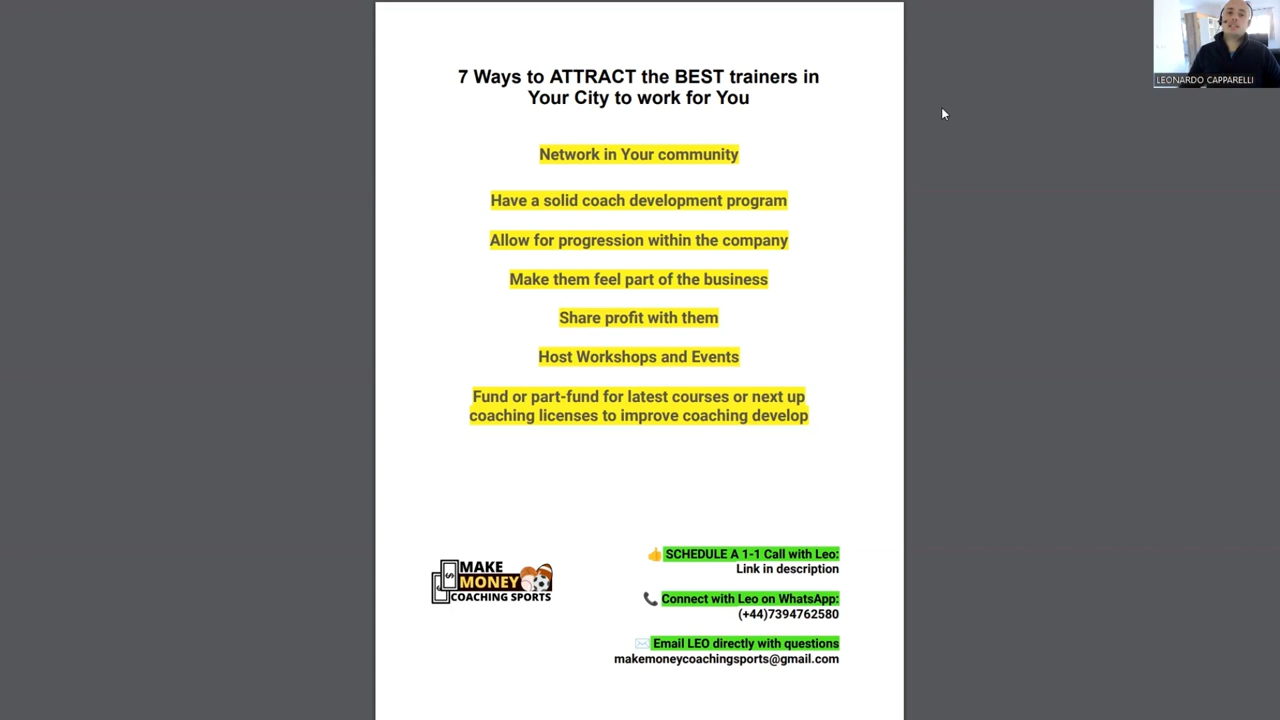 LEONARDO CAPPARELLI
7 Ways to ATTRACT the BEST trainers in
Your City to work for You
Network in Your community
Have a solid coach development program
Allow for progression within the company
Make them feel part of the business
Share profit with them
Host Workshops and Events
Fund or part-fund for latest courses or next up
coaching licenses to improve coaching develop
MAKE
MONEY
COACHING SPORTS
👍 SCHEDULE A 1-1 Call with Leo:
Link in description
📞 Connect with Leo on WhatsApp:
(+44)7394762580
✉️ Email LEO directly with questions
makemoneycoachingsports@gmail.com